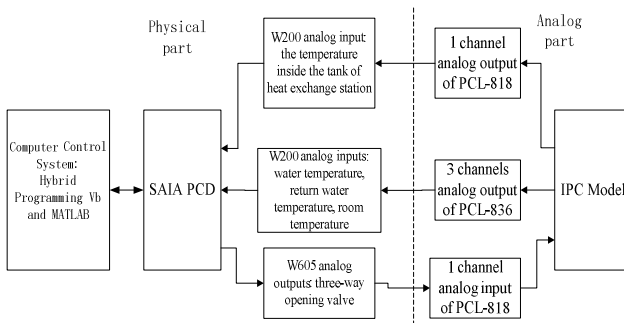 Physical
part
Analog
part
W200 analog input:
the temperature
inside the tank of
heat exchange station
1 channel
analog output
of PCL-818
Computer Control
System:
Hybrid
Programming Vb
and MATLAB
SAIA PCD
W200 analog inputs:
water temperature,
return water
temperature, room
temperature
3 channels
analog output
of PCL-836
IPC Model
W605 analog
output≤ three-way
opening valve
1 channel
analog input
of PCL-818